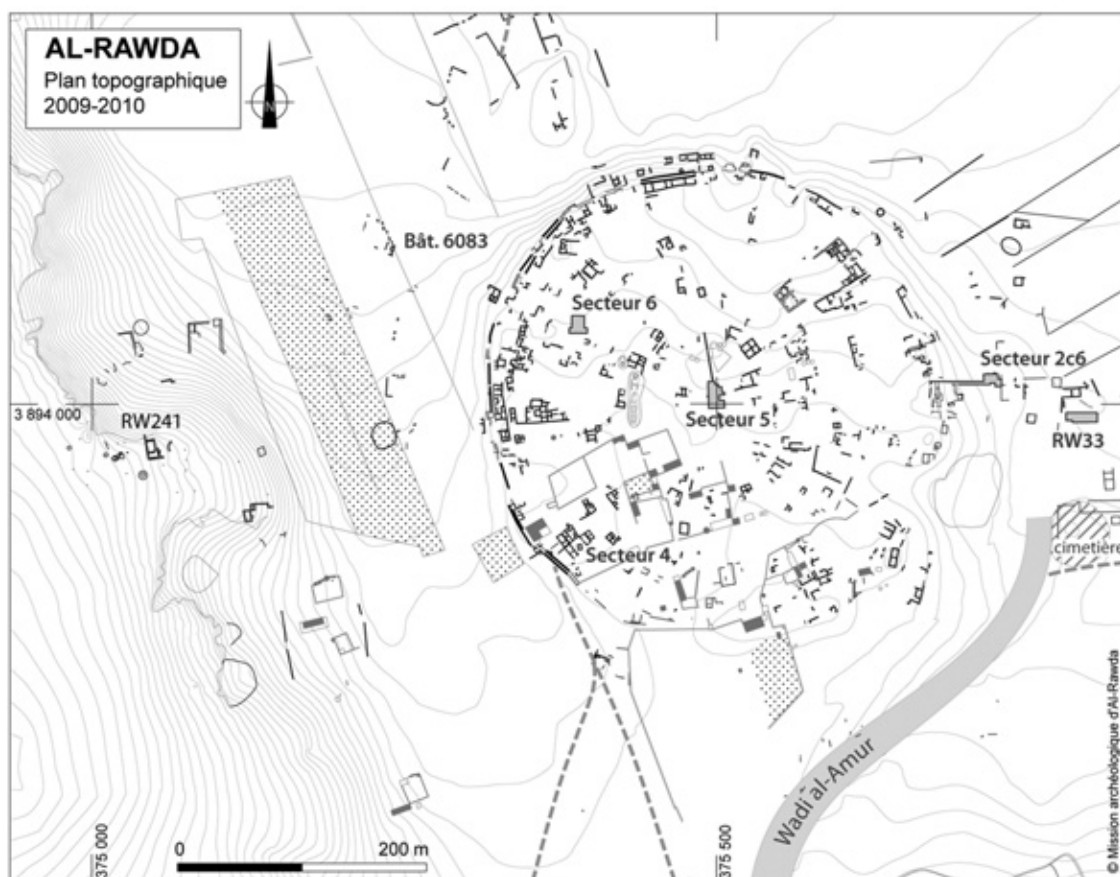 AL-RAWDA
Plan topographique
2009-2010
N
Bât. 6083
Secteur 6
Secteur 2c6
3 894 000
RW241
Secteur 5
RW33
Secteur 4
cimetière
Wadi al-Amur
0
200 m
375 000
375 500
© Mission archéologique d'Al-Rawda